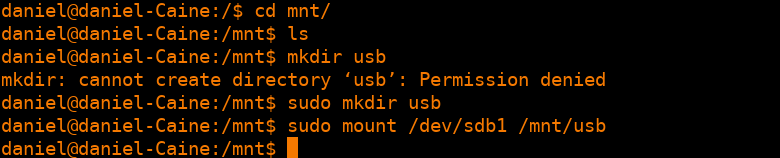 daniel@daniel-Caine:/$ cd mnt/
daniel@daniel-Caine:/mnt$ ls
daniel@daniel-Caine:/mnt$ mkdir usb
mkdir: cannot create directory ‘usb’: Permission denied
daniel@daniel-Caine:/mnt$ sudo mkdir usb
daniel@daniel-Caine:/mnt$ sudo mount /dev/sdb1 /mnt/usb
daniel@daniel-Caine:/mnt$